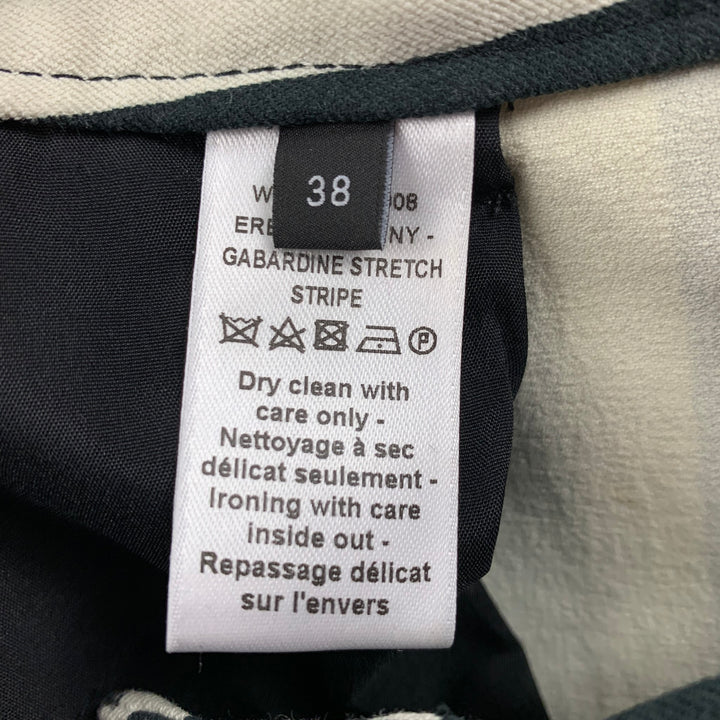 38
08
NY -
GABARDINE STRETCH
STRIPE
P
Dry clean with
care only -
Nettoyage à sec
délicat seulement -
Ironing with care
inside out -
Repassage délicat
sur l'envers